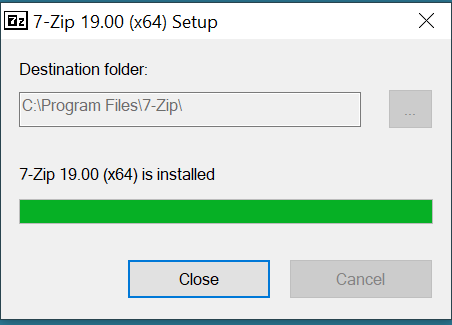 7-Zip 19.00 (x64) Setup
Destination folder:
C:\Program Files\7-Zip\
...
7-Zip 19.00 (x64) is installed
Close
Cancel